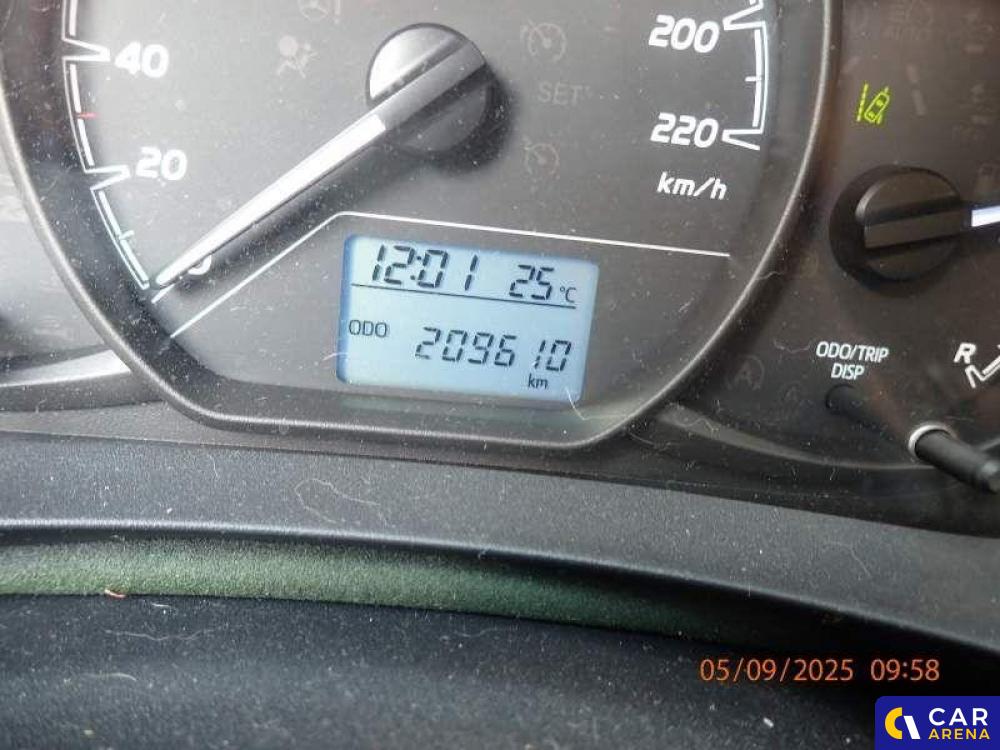 40
20
0
SET
200
220
km/h
12:01 25 °C
ODO 209610
km
ODO/TRIP
DISP
R
05/09/2025 09:58
CAR
ARENA